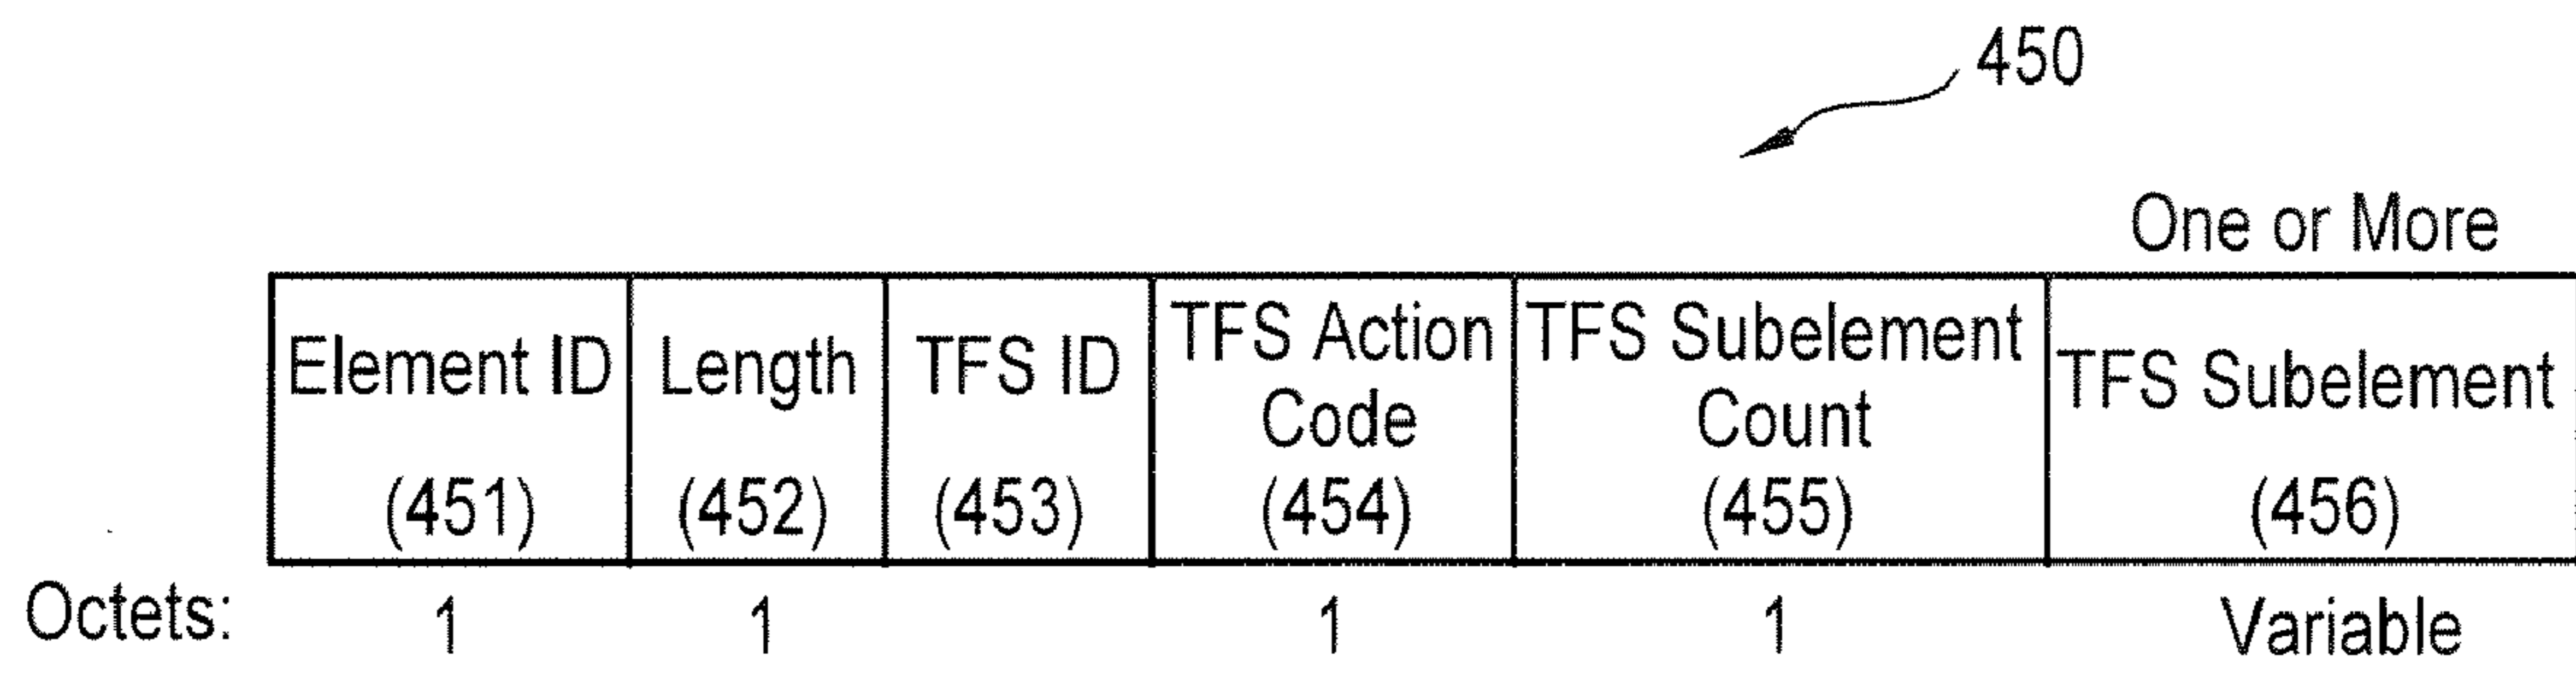 450
One or More
Element ID (451)
Length (452)
TFS ID (453)
TFS Action Code (454)
TFS Subelement Count (455)
TFS Subelement (456)
Octets: 1 1 1 1 Variable